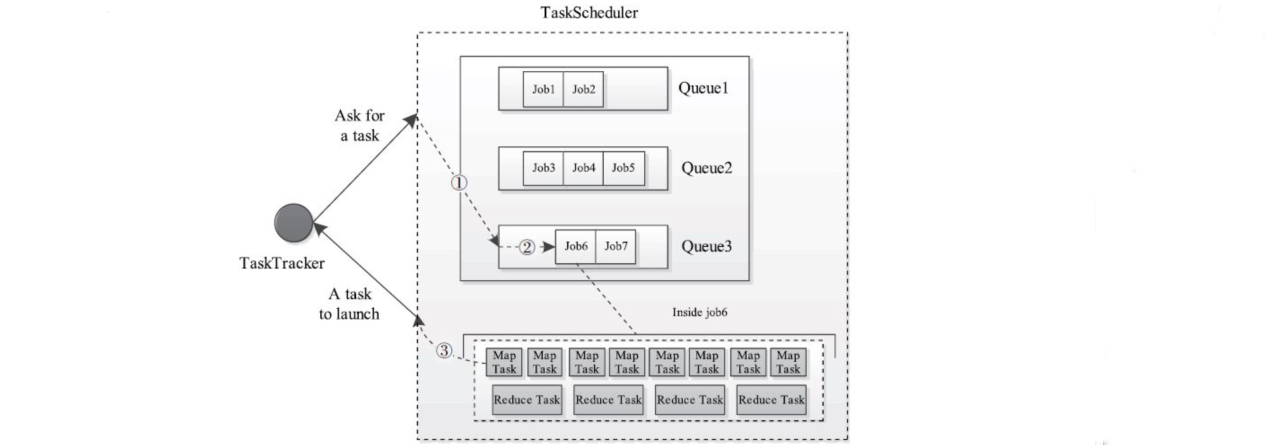 TaskScheduler
Job1 Job2 Queue1
Ask for
a task
Job3 Job4 Job5 Queue2
①
② Job6 Job7 Queue3
TaskTracker
A task
to launch
Inside job6
③
Map Map Map Map Map Map Map Map
Task Task Task Task Task Task Task Task
Reduce Task Reduce Task Reduce Task Reduce Task